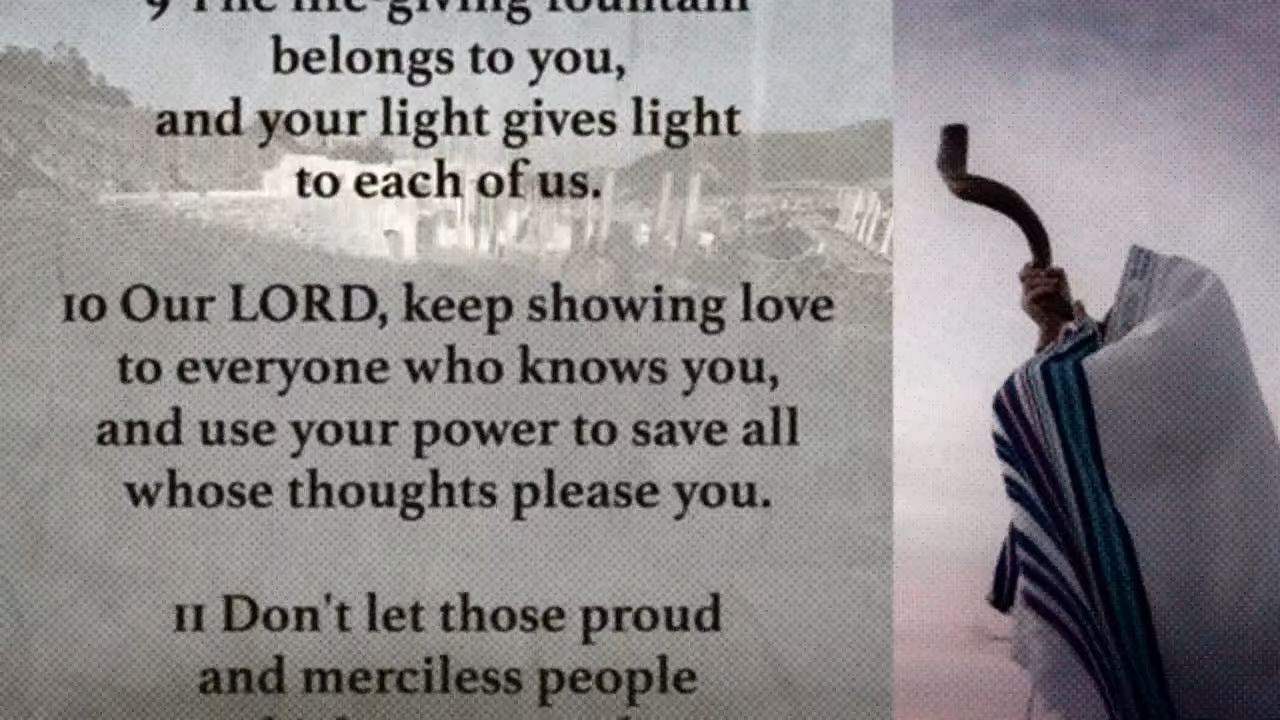 9 The life-giving fountain
belongs to you,
and your light gives light
to each of us.
10 Our LORD, keep showing love
to everyone who knows you,
and use your power to save all
whose thoughts please you.
11 Don't let those proud
and merciless people